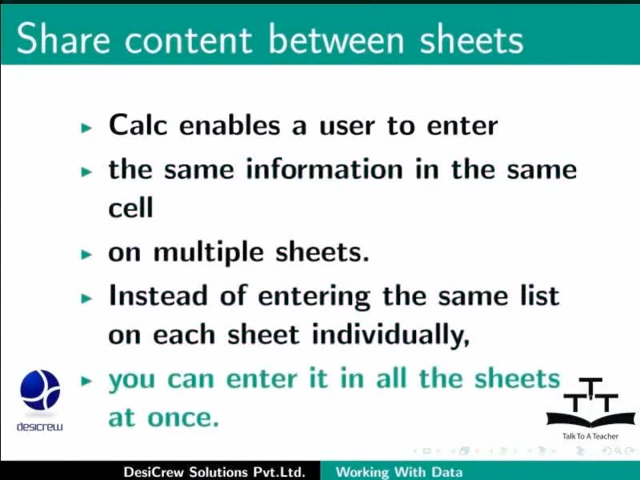 Share content between sheets
▶ Calc enables a user to enter
▶ the same information in the same
cell
▶ on multiple sheets.
▶ Instead of entering the same list
on each sheet individually,
▶ you can enter it in all the sheets
at once.
desicrew
TTT
Talk To A Teacher
DesiCrew Solutions Pvt.Ltd. Working With Data